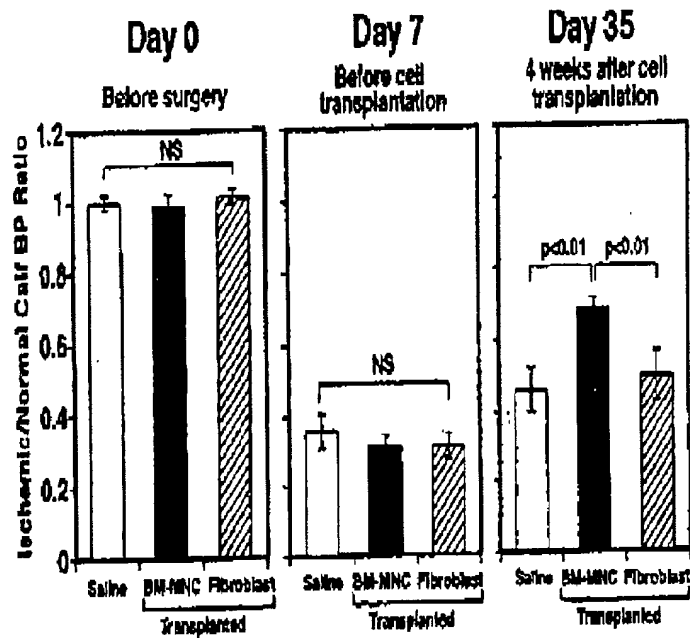 Day 0
Before surgery
Day 7
Before cell
transplantation
Day 35
4 weeks after cell
transplantation
Ischemic/Normal Calf BP Ratio
1.2
1
0.8
0.6
0.4
0.2
0
NS
NS
p<0.01
p<0.01
Saline
BM-MNC
Fibroblast
Transplanted
Saline
BM-MNC
Fibroblast
Transplanted
Saline
BM-MNC
Fibroblast
Transplanted